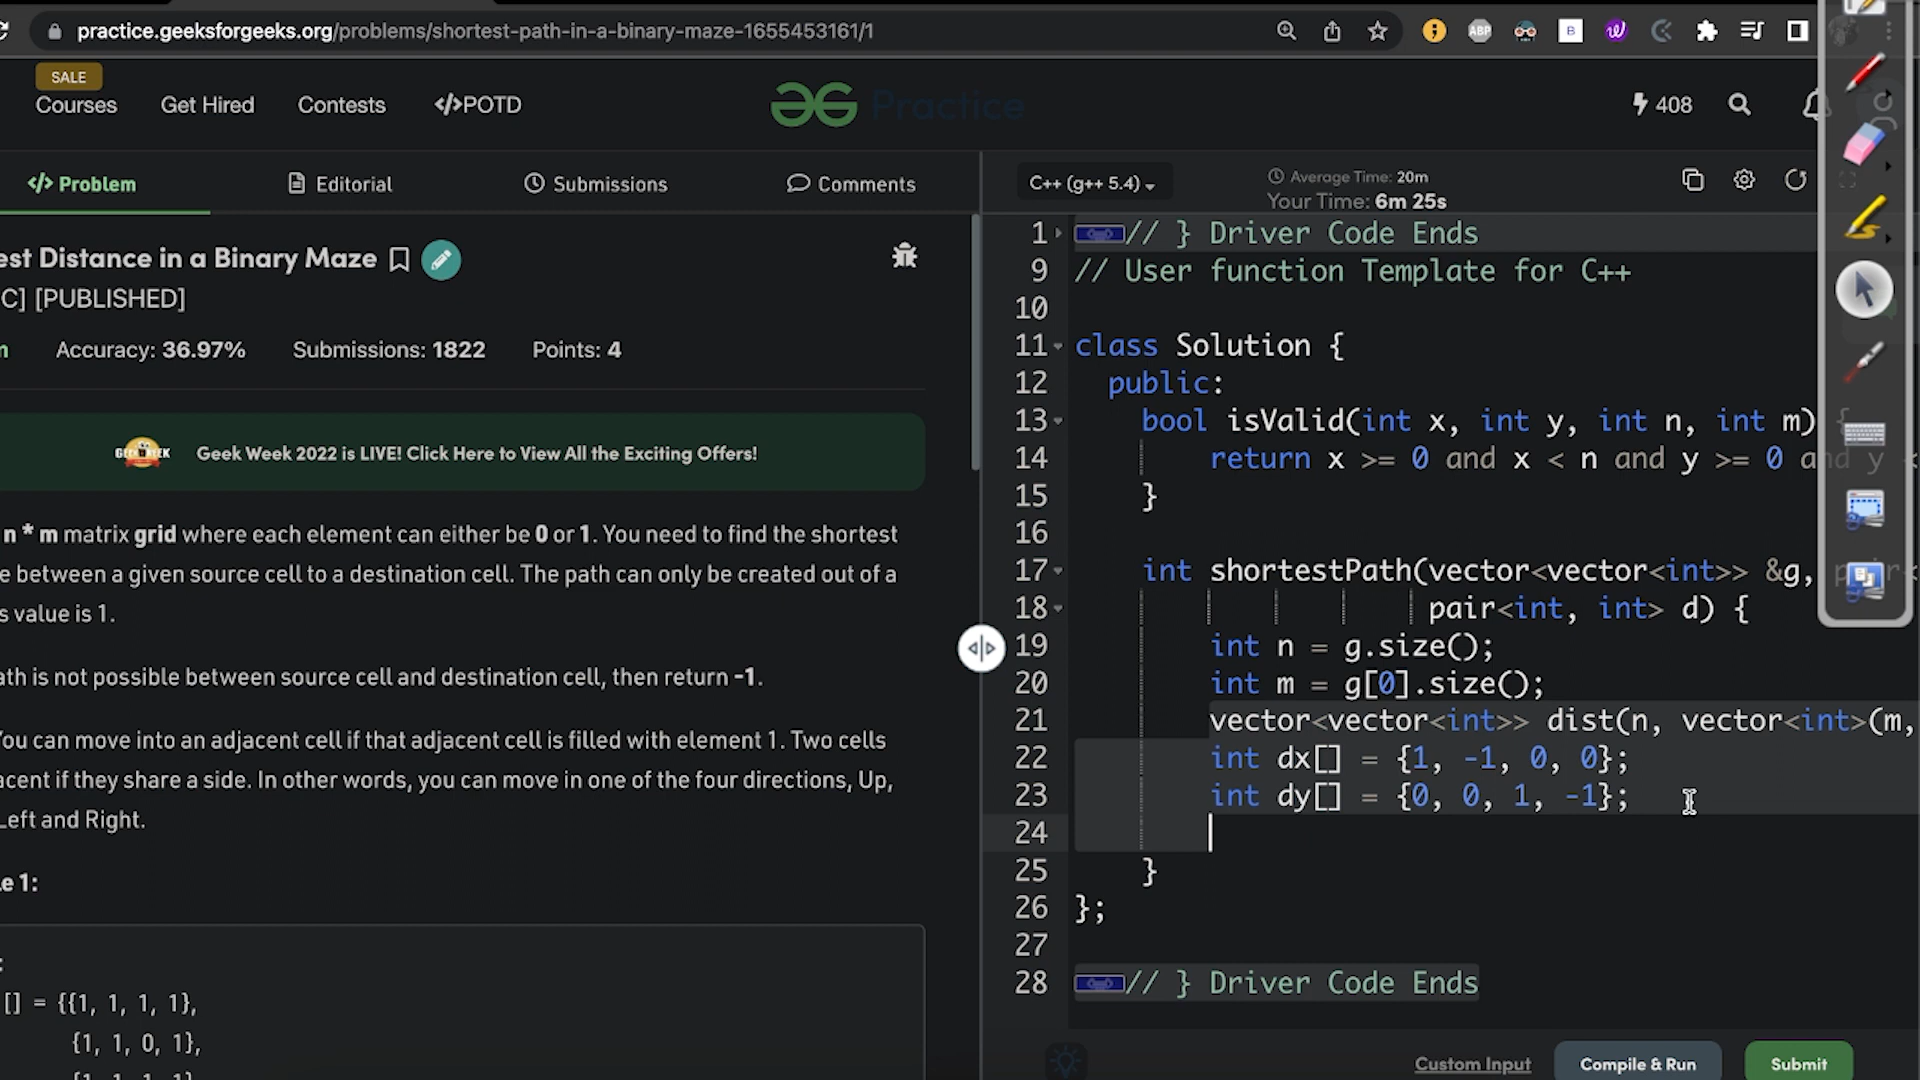 practice.geeksforgeeks.org/problems/shortest-path-in-a-binary-maze-1655453161/1
ABP
B
SALE
Courses
Get Hired
Contests
</>POTD
Practice
408
</> Problem
Editorial
Submissions
Comments
C++ (g++ 5.4)
Average Time: 20m
Your Time: 6m 25s
est Distance in a Binary Maze
C] [PUBLISHED]
Accuracy: 36.97%
Submissions: 1822
Points: 4
Geek Week 2022 is LIVE! Click Here to View All the Exciting Offers!
n * m matrix grid where each element can either be 0 or 1. You need to find the shortest
e between a given source cell to a destination cell. The path can only be created out of a
s value is 1.
ath is not possible between source cell and destination cell, then return -1.
You can move into an adjacent cell if that adjacent cell is filled with element 1. Two cells
acent if they share a side. In other words, you can move in one of the four directions, Up,
Left and Right.
e 1:
:
[] = {{1, 1, 1, 1},
{1, 1, 0, 1},
1 // } Driver Code Ends
9 // User function Template for C++
10
11 class Solution {
12 public:
13 bool isValid(int x, int y, int n, int m) {
14 return x >= 0 and x < n and y >= 0 and y <
15 }
16
17 int shortestPath(vector<vector<int>> &g, pair<
18 pair<int, int> d) {
19 int n = g.size();
20 int m = g[0].size();
21 vector<vector<int>> dist(n, vector<int>(m,
22 int dx[] = {1, -1, 0, 0};
23 int dy[] = {0, 0, 1, -1};
24
25 }
26 };
27
28 // } Driver Code Ends
Custom Input
Compile & Run
Submit